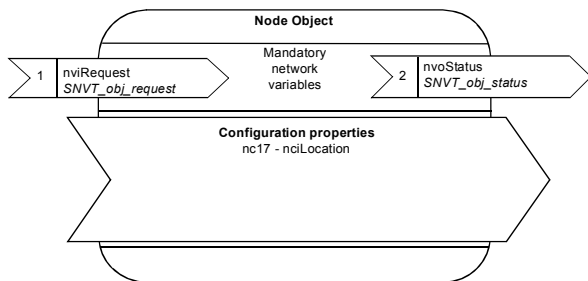 Node Object
1
nviRequest
SNVT_obj_request
Mandatory
network
variables
2
nvoStatus
SNVT_obj_status
Configuration properties
nc17 - nciLocation